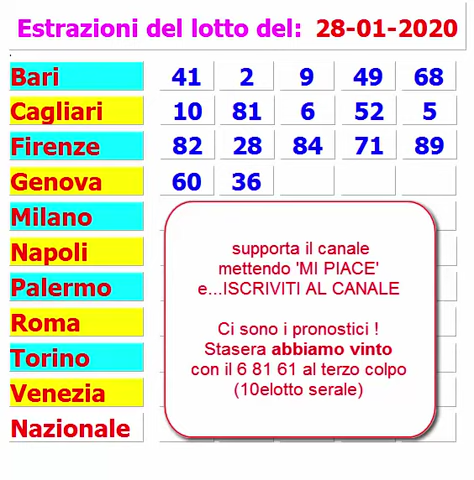 Estrazioni del lotto del: 28-01-2020
Bari 41 2 9 49 68
Cagliari 10 81 6 52 5
Firenze 82 28 84 71 89
Genova 60 36
Milano
Napoli
Palermo
Roma
Torino
Venezia
Nazionale
supporta il canale
mettendo 'MI PIACE'
e...ISCRIVITI AL CANALE
Ci sono i pronostici !
Stasera abbiamo vinto
con il 6 81 61 al terzo colpo
(10elotto serale)